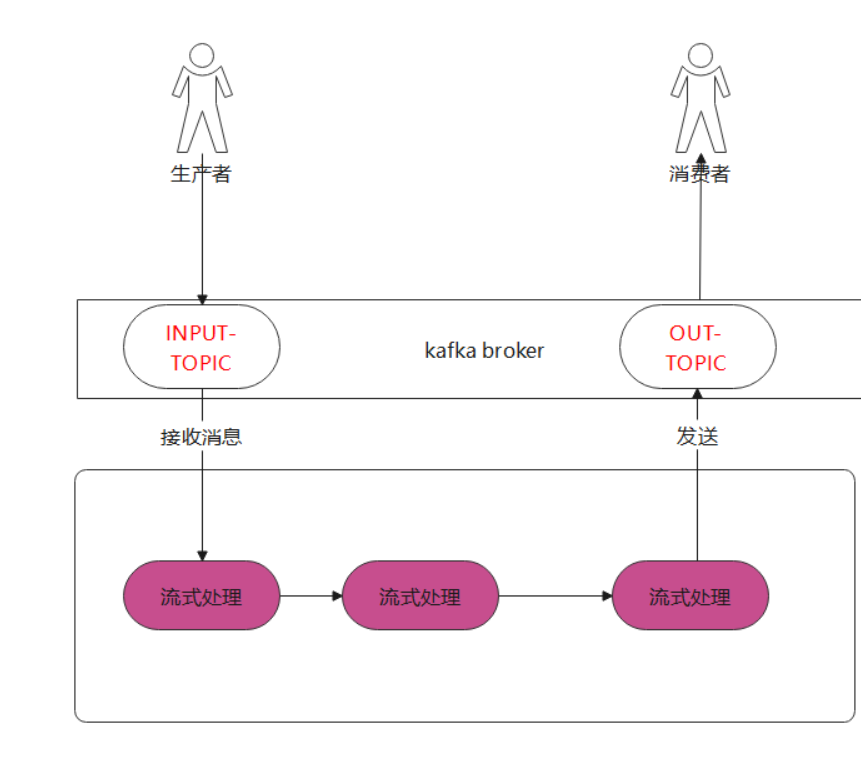 生产者
消费者
INPUT-
TOPIC
kafka broker
OUT-
TOPIC
接收消息
发送
流式处理
流式处理
流式处理